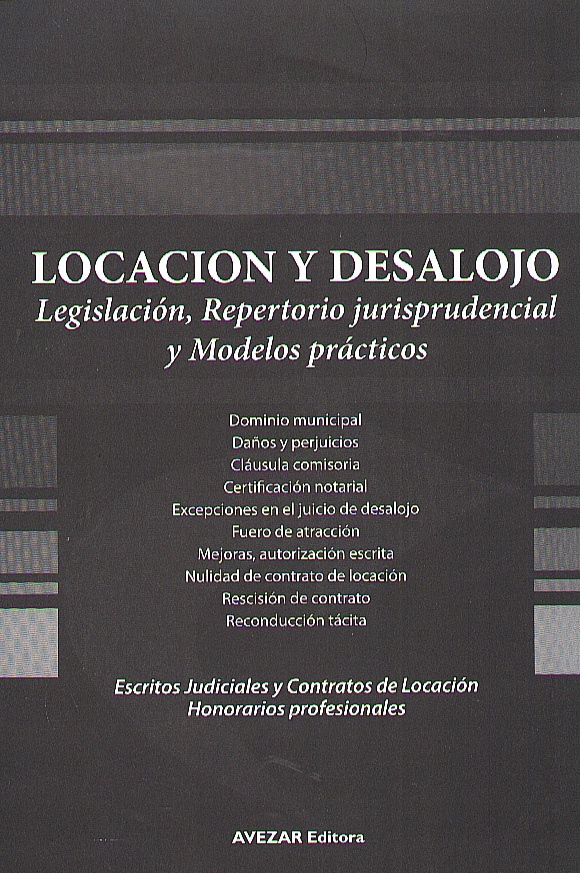 LOCACION Y DESALOJO
Legislación, Repertorio jurisprudencial
y Modelos prácticos
Dominio municipal
Daños y perjuicios
Cláusula comisoria
Certificación notarial
Excepciones en el juicio de desalojo
Fuero de atracción
Mejoras, autorización escrita
Nulidad de contrato de locación
Rescisión de contrato
Reconducción tácita
Escritos Judiciales y Contratos de Locación
Honorarios profesionales
AVEZAR Editora